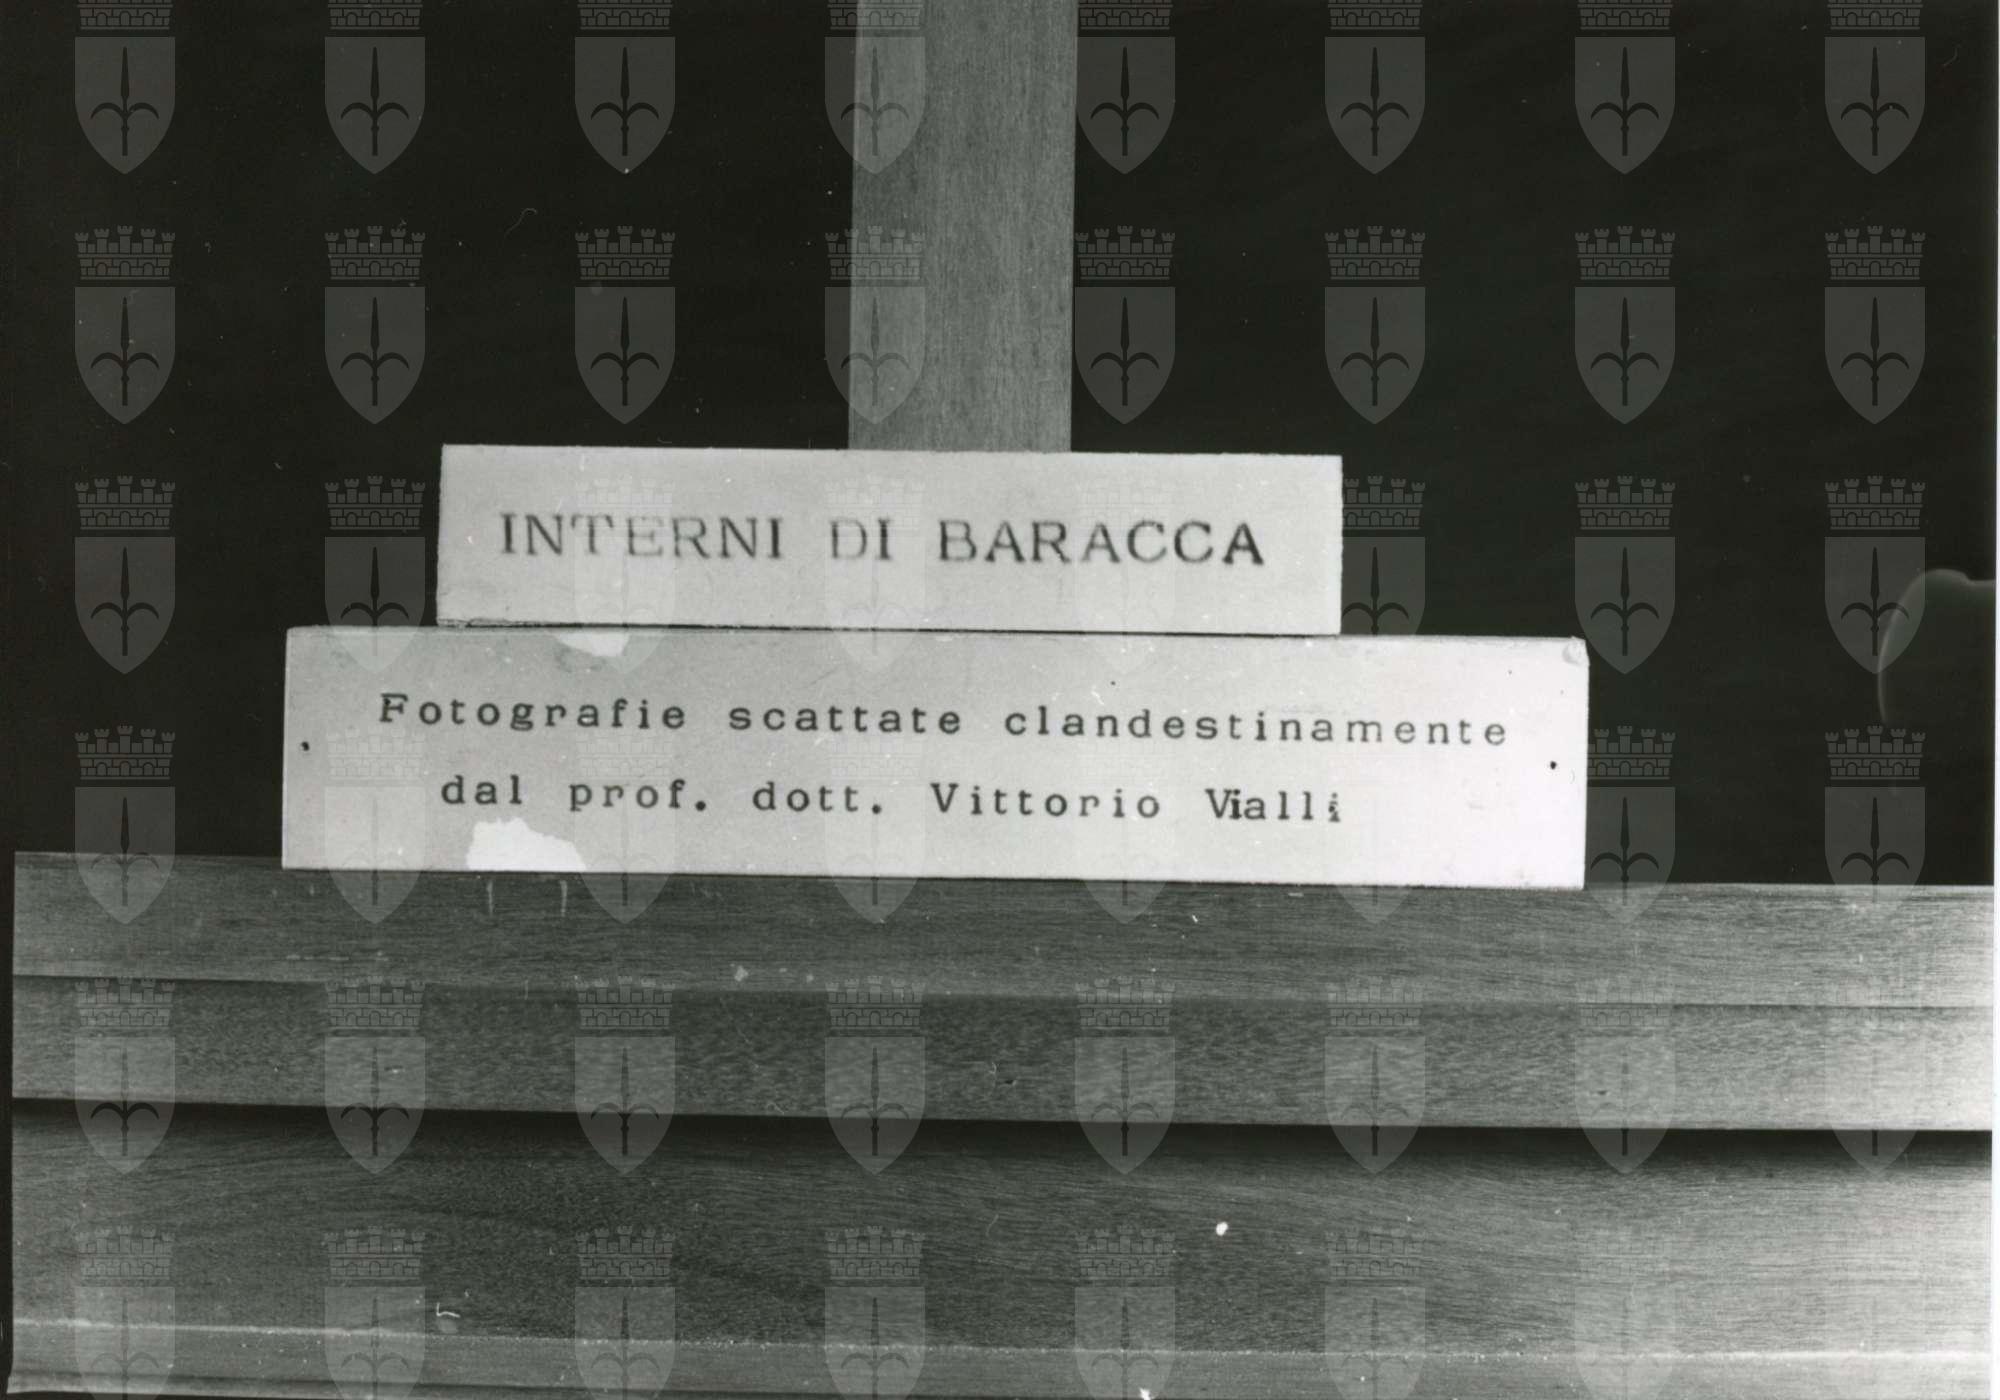 INTERNI DI BARACCA
Fotografie scattate clandestinamente
dal prof. dott. Vittorio Vialli